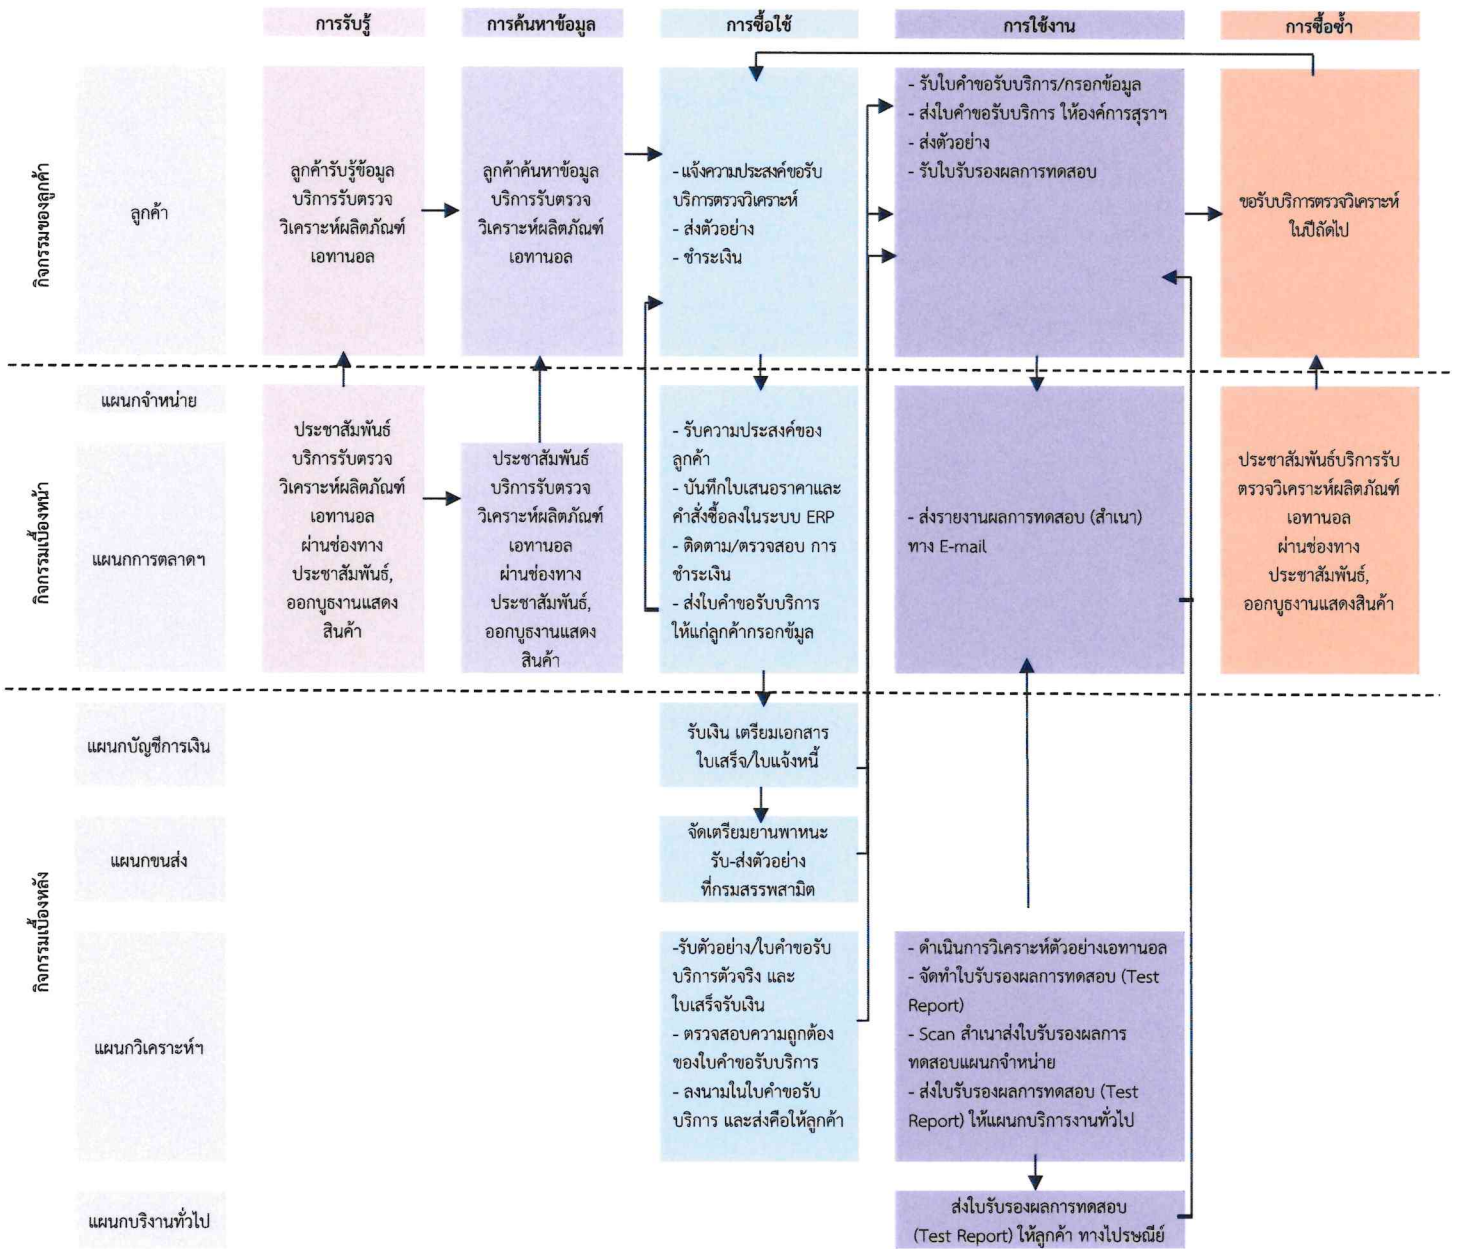 การรับรู้
การค้นหาข้อมูล
การซื้อใช้
การใช้งาน
การซื้อซ้ำ
กิจกรรมของลูกค้า
ลูกค้า
ลูกค้ารับรู้ข้อมูล
บริการรับตรวจ
วิเคราะห์ผลิตภัณฑ์
เอทานอล
ลูกค้าค้นหาข้อมูล
บริการรับตรวจ
วิเคราะห์ผลิตภัณฑ์
เอทานอล
- แจ้งความประสงค์ขอรับ
บริการตรวจวิเคราะห์
- ส่งตัวอย่าง
- ชำระเงิน
- รับใบคำขอรับบริการ/กรอกข้อมูล
- ส่งใบคำขอรับบริการ ให้องค์การสุราฯ
- ส่งตัวอย่าง
- รับใบรับรองผลการทดสอบ
ขอรับบริการตรวจวิเคราะห์
ในปีถัดไป
กิจกรรมเบื้องหน้า
แผนกจำหน่าย
แผนกการตลาดฯ
ประชาสัมพันธ์
บริการรับตรวจ
วิเคราะห์ผลิตภัณฑ์
เอทานอล
ผ่านช่องทาง
ประชาสัมพันธ์,
ออกบูธงานแสดง
สินค้า
ประชาสัมพันธ์
บริการรับตรวจ
วิเคราะห์ผลิตภัณฑ์
เอทานอล
ผ่านช่องทาง
ประชาสัมพันธ์,
ออกบูธงานแสดง
สินค้า
- รับความประสงค์ของ
ลูกค้า
- บันทึกใบเสนอราคาและ
คำสั่งซื้อลงในระบบ ERP
- ติดตาม/ตรวจสอบ การ
ชำระเงิน
- ส่งใบคำขอรับบริการ
ให้แก่ลูกค้ากรอกข้มูล
- ส่งรายงานผลการทดสอบ (สำเนา)
ทาง E-mail
ประชาสัมพันธ์บริการรับ
ตรวจวิเคราะห์ผลิตภัณฑ์
เอทานอล
ผ่านช่องทาง
ประชาสัมพันธ์,
ออกบูธงานแสดงสินค้า
กิจกรรมเบื้องหลัง
แผนกบัญชีการเงิน
รับเงิน เตรียมเอกสาร
ใบเสร็จ/ใบแจ้งหนี้
แผนกขนส่ง
จัดเตรียมยานพาหนะ
รับ-ส่งตัวอย่าง
ที่กรมสรรพสามิต
แผนกวิเคราะห์ฯ
-รับตัวอย่าง/ใบคำขอรับ
บริการตัวจริง และ
ใบเสร็จรับเงิน
- ตรวจสอบความถูกต้อง
ของใบคำขอรับบริการ
- ลงนามในใบคำขอรับ
บริการ และส่งคือให้ลูกค้า
- ดำเนินการวิเคราะห์ตัวอย่างเอทานอล
- จัดทำใบรับรองผลการทดสอบ (Test
Report)
- Scan สำเนาส่งใบรับรองผลการ
ทดสอบแผนกจำหน่าย
- ส่งใบรับรองผลการทดสอบ (Test
Report) ให้แผนกบริการงานทั่วไป
แผนกบริงานทั่วไป
ส่งใบรับรองผลการทดสอบ
(Test Report) ให้ลูกค้า ทางไปรษณีย์